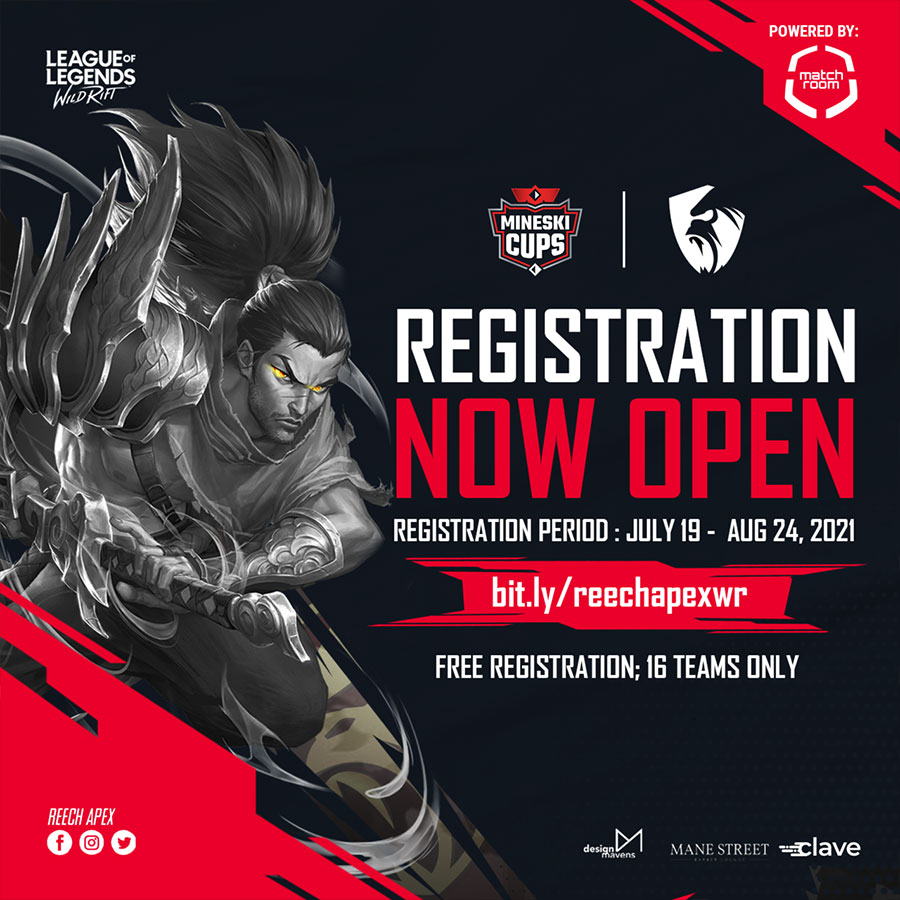 LEAGUE OF
LEGENDS
WILD RIFT
POWERED BY:
match
room
MINESKI
CUPS
REGISTRATION
NOW OPEN
REGISTRATION PERIOD : JULY 19 - AUG 24, 2021
bit.ly/reechapexwr
FREE REGISTRATION; 16 TEAMS ONLY
REECH APEX
design
mavens
MANE STREET
clave